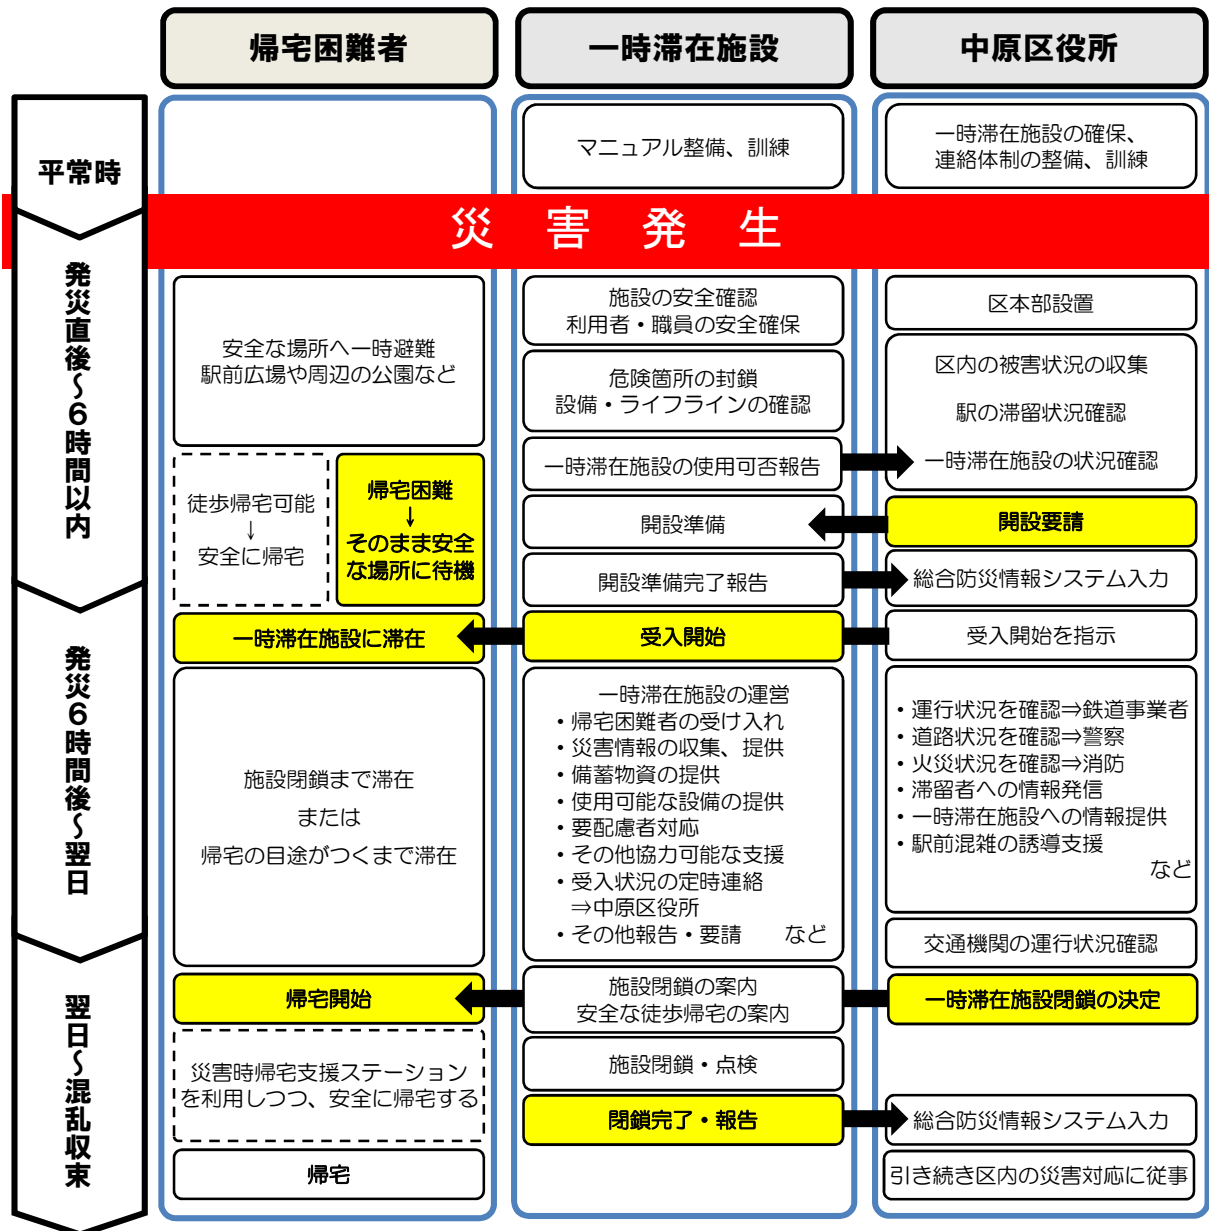 帰宅困難者
一時滞在施設
中原区役所
平常時
マニュアル整備、訓練
一時滞在施設の確保、
連絡体制の整備、訓練
災害発生
発災直後~6時間以内
安全な場所へ一時避難
駅前広場や周辺の公園など
徒歩帰宅可能
↓
安全に帰宅
帰宅困難
↓
そのまま安全
な場所に待機
施設の安全確認
利用者・職員の安全確保
危険箇所の封鎖
設備・ライフラインの確認
一時滞在施設の使用可否報告
開設準備
開設準備完了報告
区本部設置
区内の被害状況の収集
駅の滞留状況確認
一時滞在施設の状況確認
開設要請
総合防災情報システム入力
発災6時間後~翌日
一時滞在施設に滞在
受入開始
受入開始を指示
施設閉鎖まで滞在
または
帰宅の目途がつくまで滞在
一時滞在施設の運営
・帰宅困難者の受け入れ
・災害情報の収集、提供
・備蓄物資の提供
・使用可能な設備の提供
・要配慮者対応
・その他協力可能な支援
・受入状況の定時連絡
⇒中原区役所
・その他報告・要請 など
・運行状況を確認⇒鉄道事業者
・道路状況を確認⇒警察
・火災状況を確認⇒消防
・滞留者への情報発信
・一時滞在施設への情報提供
・駅前混雑の誘導支援
など
交通機関の運行状況確認
翌日~混乱収束
帰宅開始
施設閉鎖の案内
安全な徒歩帰宅の案内
一時滞在施設閉鎖の決定
災害時帰宅支援ステーション
を利用しつつ、安全に帰宅する
施設閉鎖・点検
閉鎖完了・報告
総合防災情報システム入力
帰宅
引き続き区内の災害対応に従事